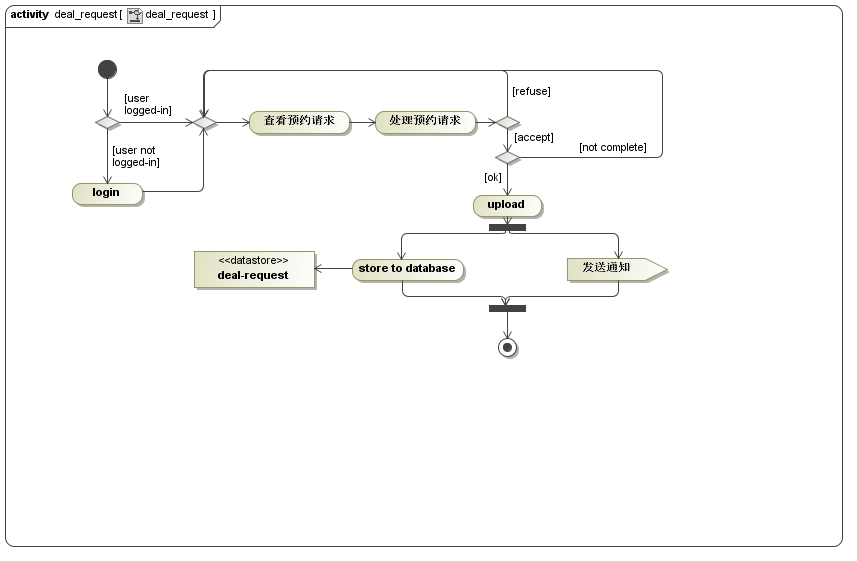 activity deal_request [ deal_request ]
[user
logged-in]
[refuse]
查看预约请求
处理预约请求
[accept]
[user not
logged-in]
[not complete]
[ok]
login
upload
<<datastore>>
deal-request
store to database
发送通知